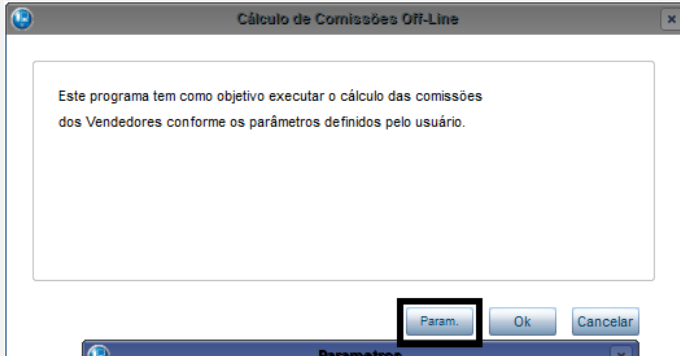 Cálculo de Comissões Off-Line
Este programa tem como objetivo executar o cálculo das comissões
dos Vendedores conforme os parâmetros definidos pelo usuário.
Param. Ok Cancelar
Parametros